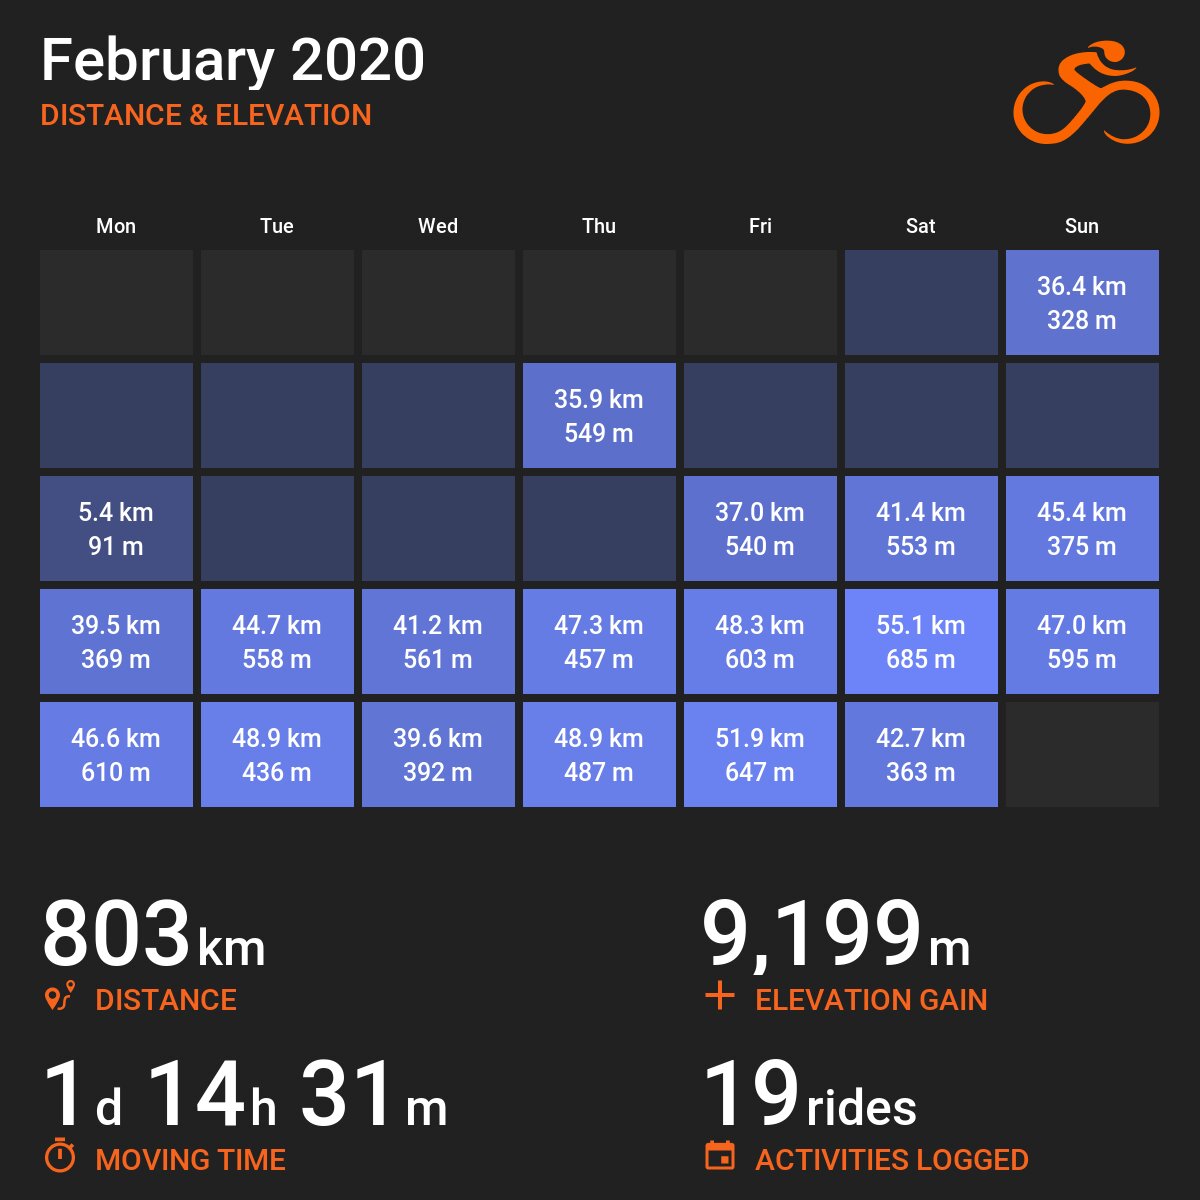 February 2020
DISTANCE & ELEVATION
Mon Tue Wed Thu Fri Sat Sun
36.4 km
328 m
35.9 km
549 m
5.4 km 37.0 km 41.4 km 45.4 km
91 m 540 m 553 m 375 m
39.5 km 44.7 km 41.2 km 47.3 km 48.3 km 55.1 km 47.0 km
369 m 558 m 561 m 457 m 603 m 685 m 595 m
46.6 km 48.9 km 39.6 km 48.9 km 51.9 km 42.7 km
610 m 436 m 392 m 487 m 647 m 363 m
803 km 9,199 m
DISTANCE ELEVATION GAIN
1 d 14 h 31 m 19 rides
MOVING TIME ACTIVITIES LOGGED